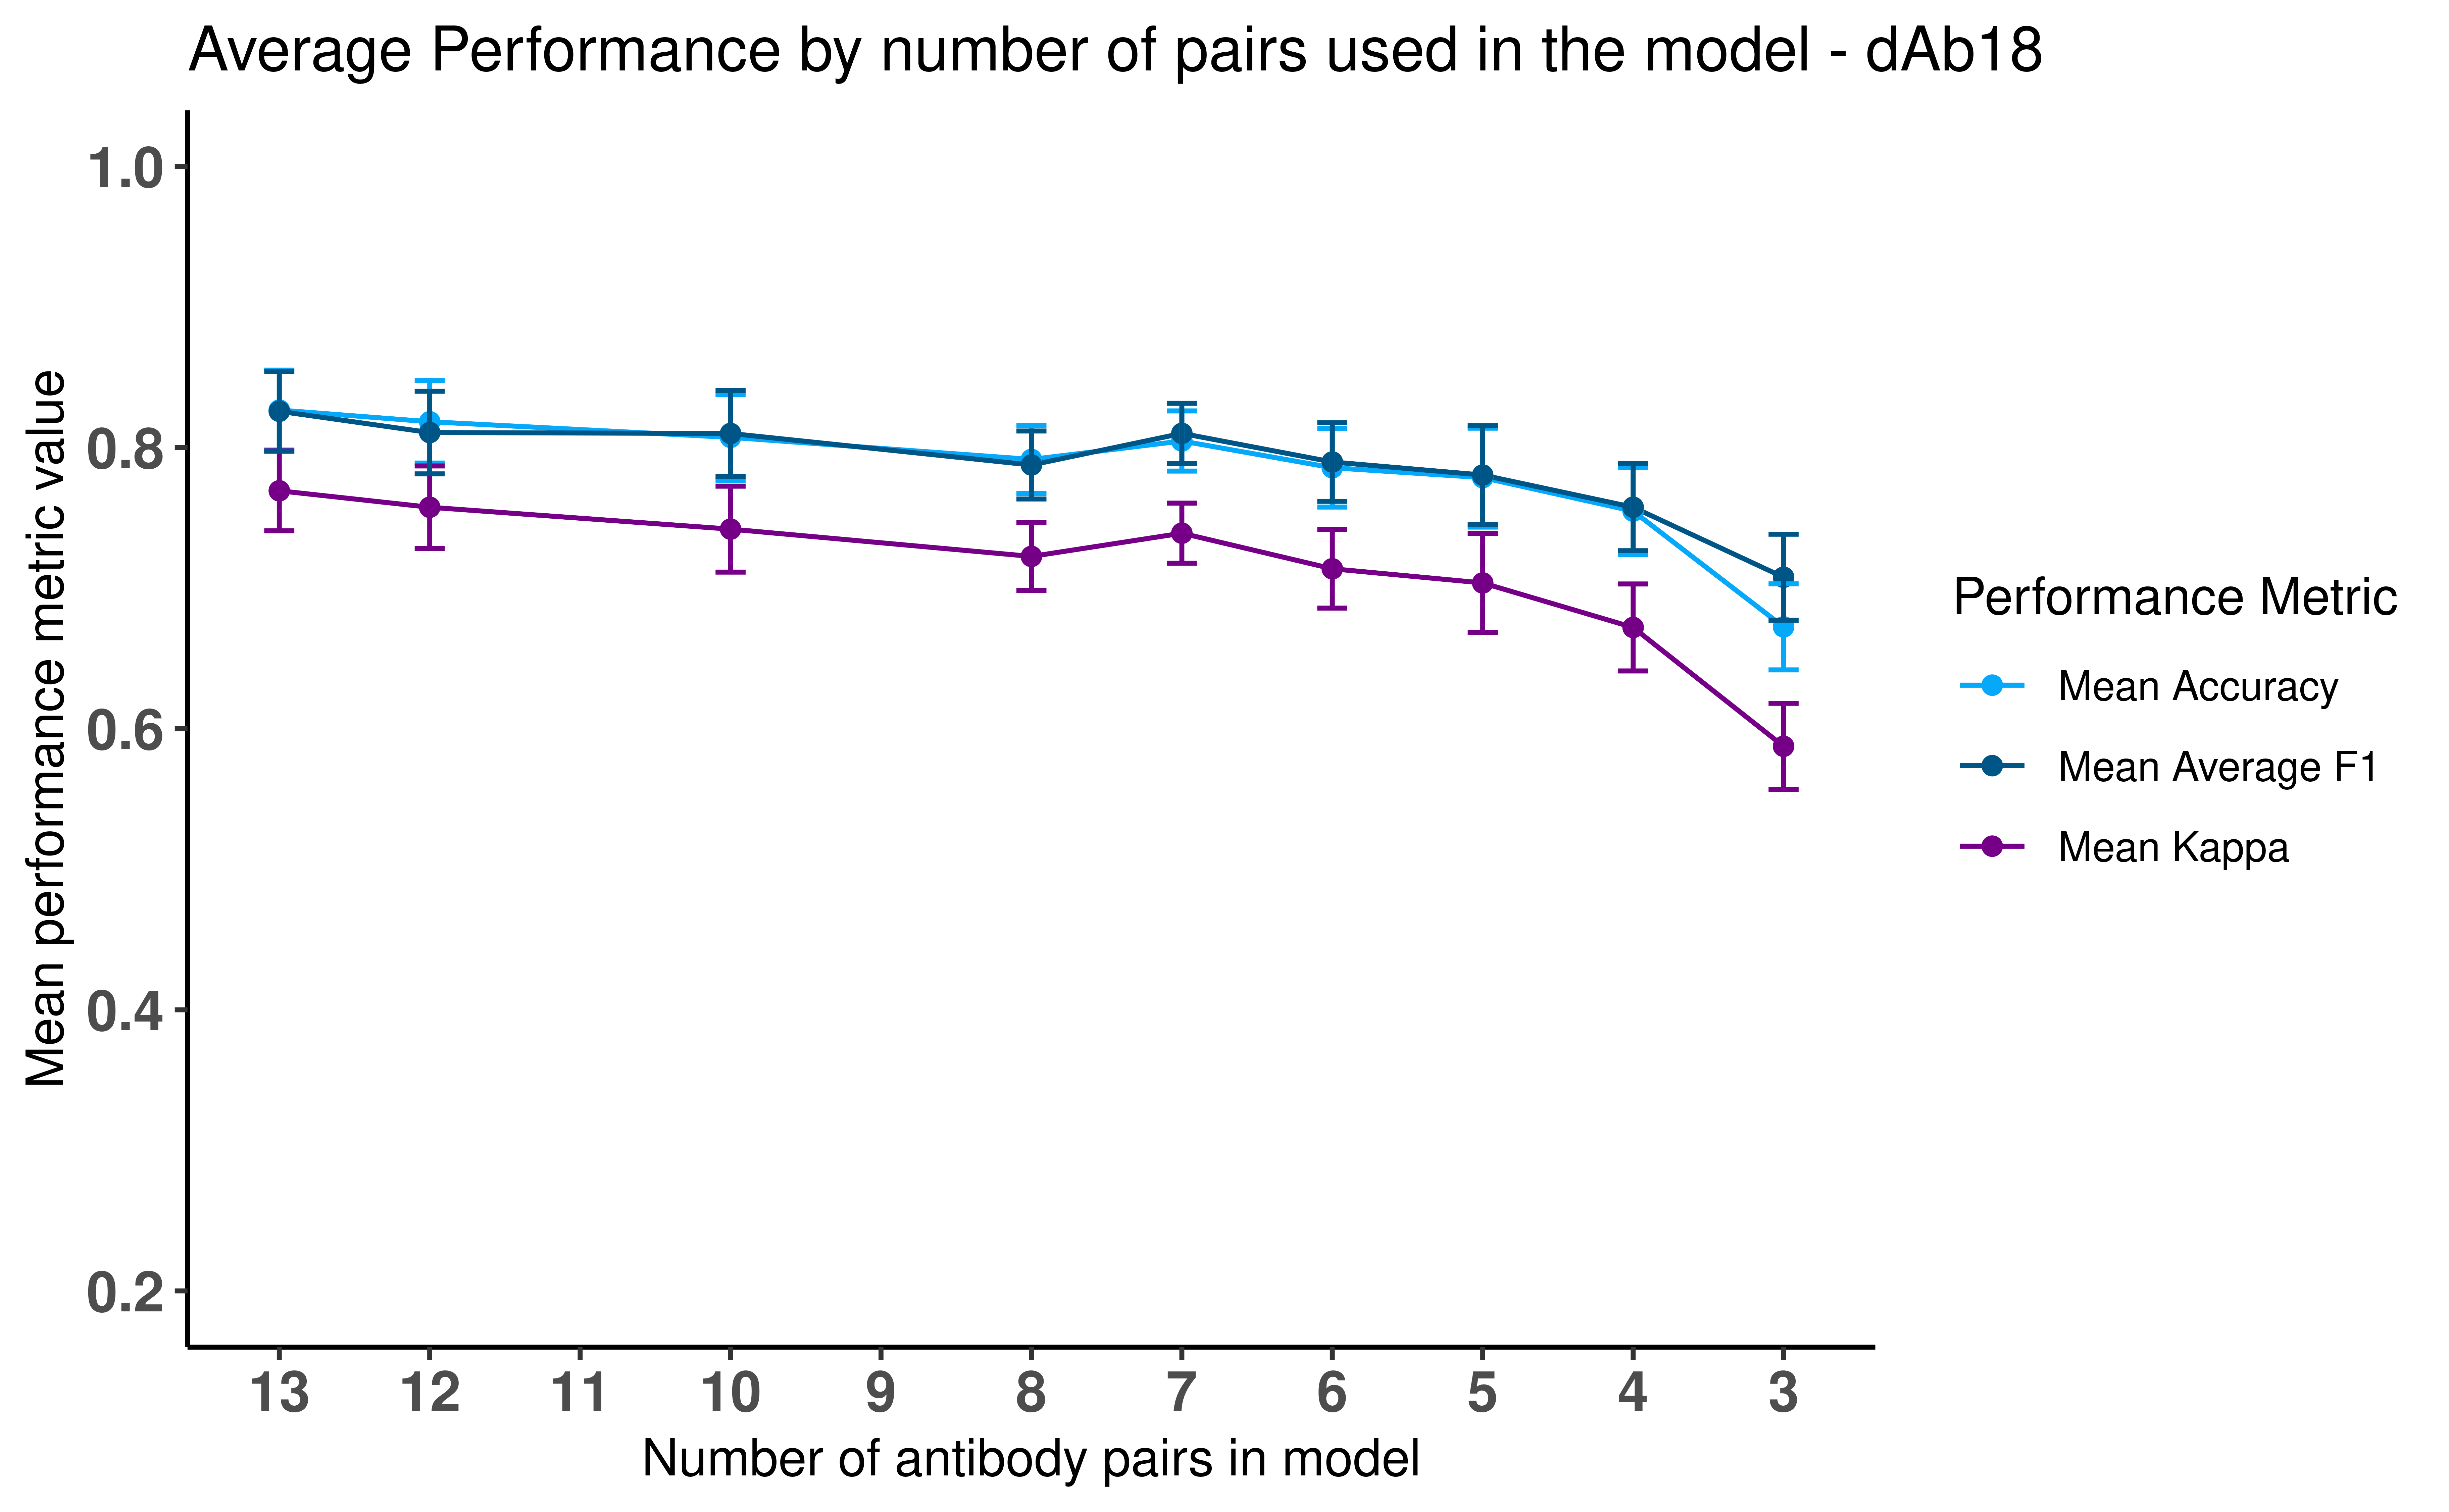 Average Performance by number of pairs used in the model - dAb18
Mean performance metric value
1.0
0.8
0.6
0.4
0.2
13 12 11 10 9 8 7 6 5 4 3
Number of antibody pairs in model
Performance Metric
Mean Accuracy
Mean Average F1
Mean Kappa